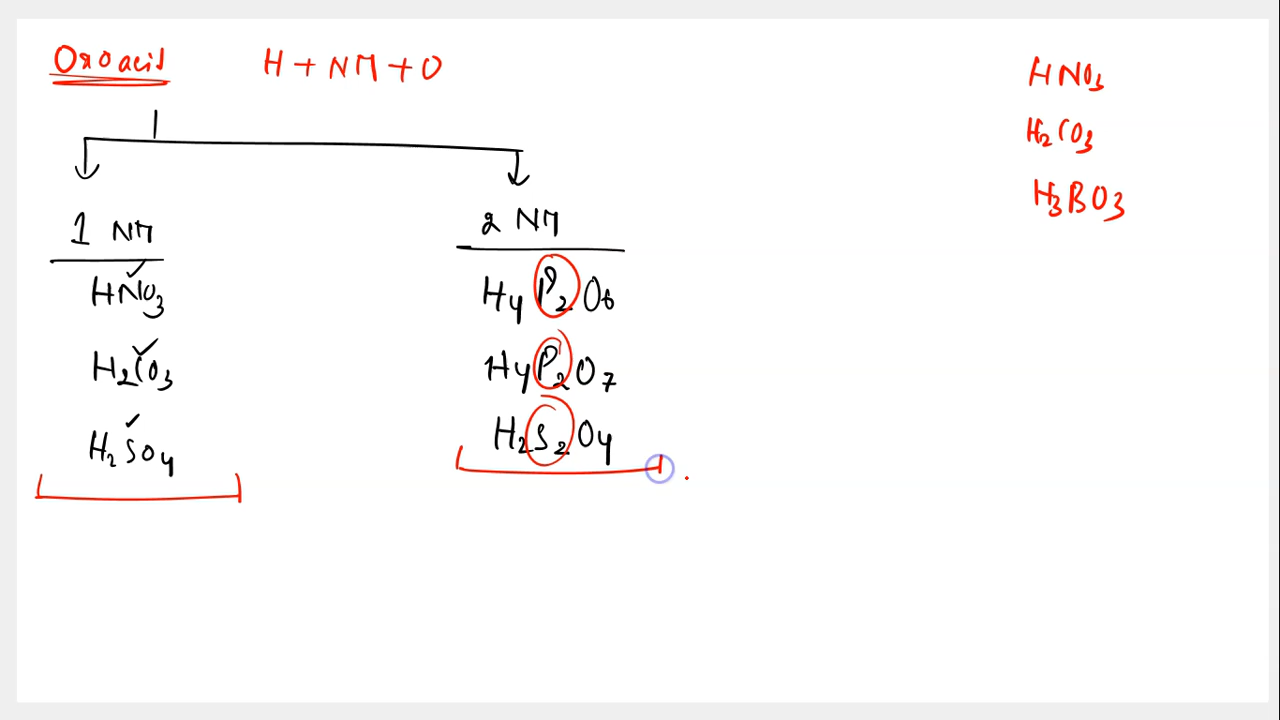 Oxoacid H + NM + O
1 NM
HNO3
H2CO3
H2SO4
2 NM
H4P2O6
H4P2O7
H2S2O4
HNO3
H2CO3
H3BO3